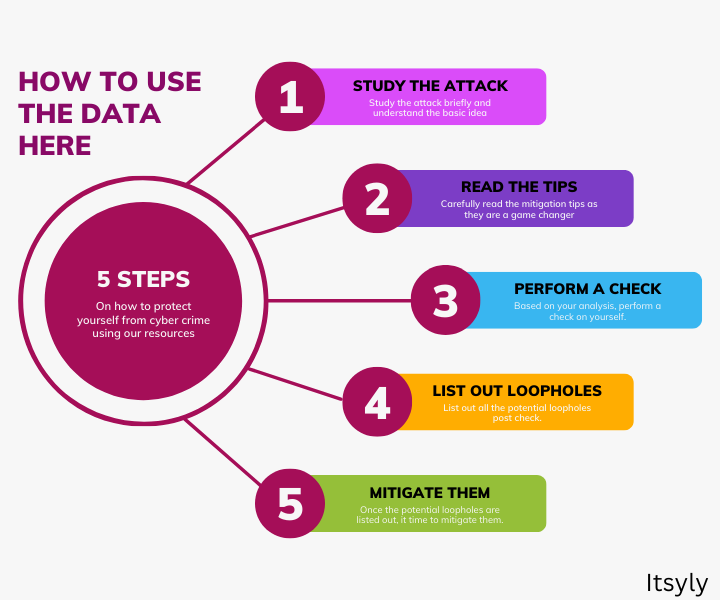 HOW TO USE
THE DATA
HERE
5 STEPS
On how to protect
yourself from cyber crime
using our resources
1
STUDY THE ATTACK
Study the attack briefly and
understand the basic idea
2
READ THE TIPS
Carefully read the mitigation tips as
they are a game changer
3
PERFORM A CHECK
Based on your analysis, perform a
check on yourself.
4
LIST OUT LOOPHOLES
List out all the potential loopholes
post check.
5
MITIGATE THEM
Once the potential loopholes are
listed out, it time to mitigate them.
Itsyly